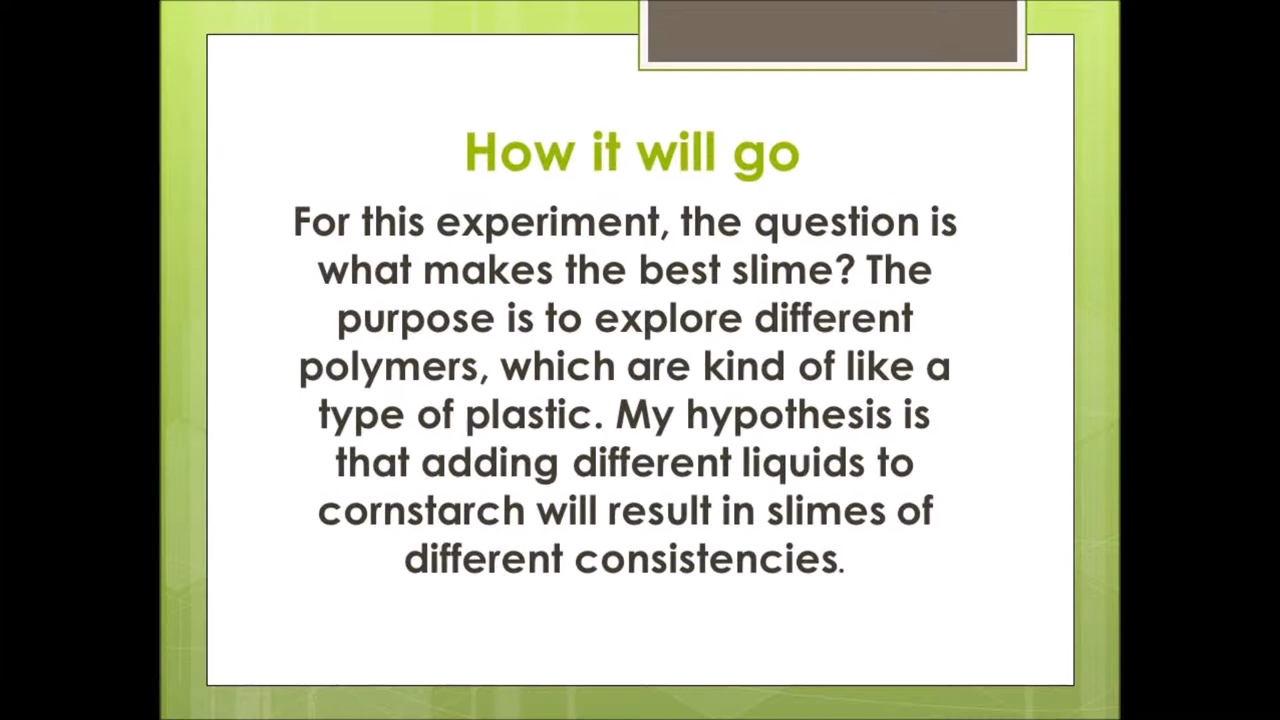 How it will go
For this experiment, the question is
what makes the best slime? The
purpose is to explore different
polymers, which are kind of like a
type of plastic. My hypothesis is
that adding different liquids to
cornstarch will result in slimes of
different consistencies.